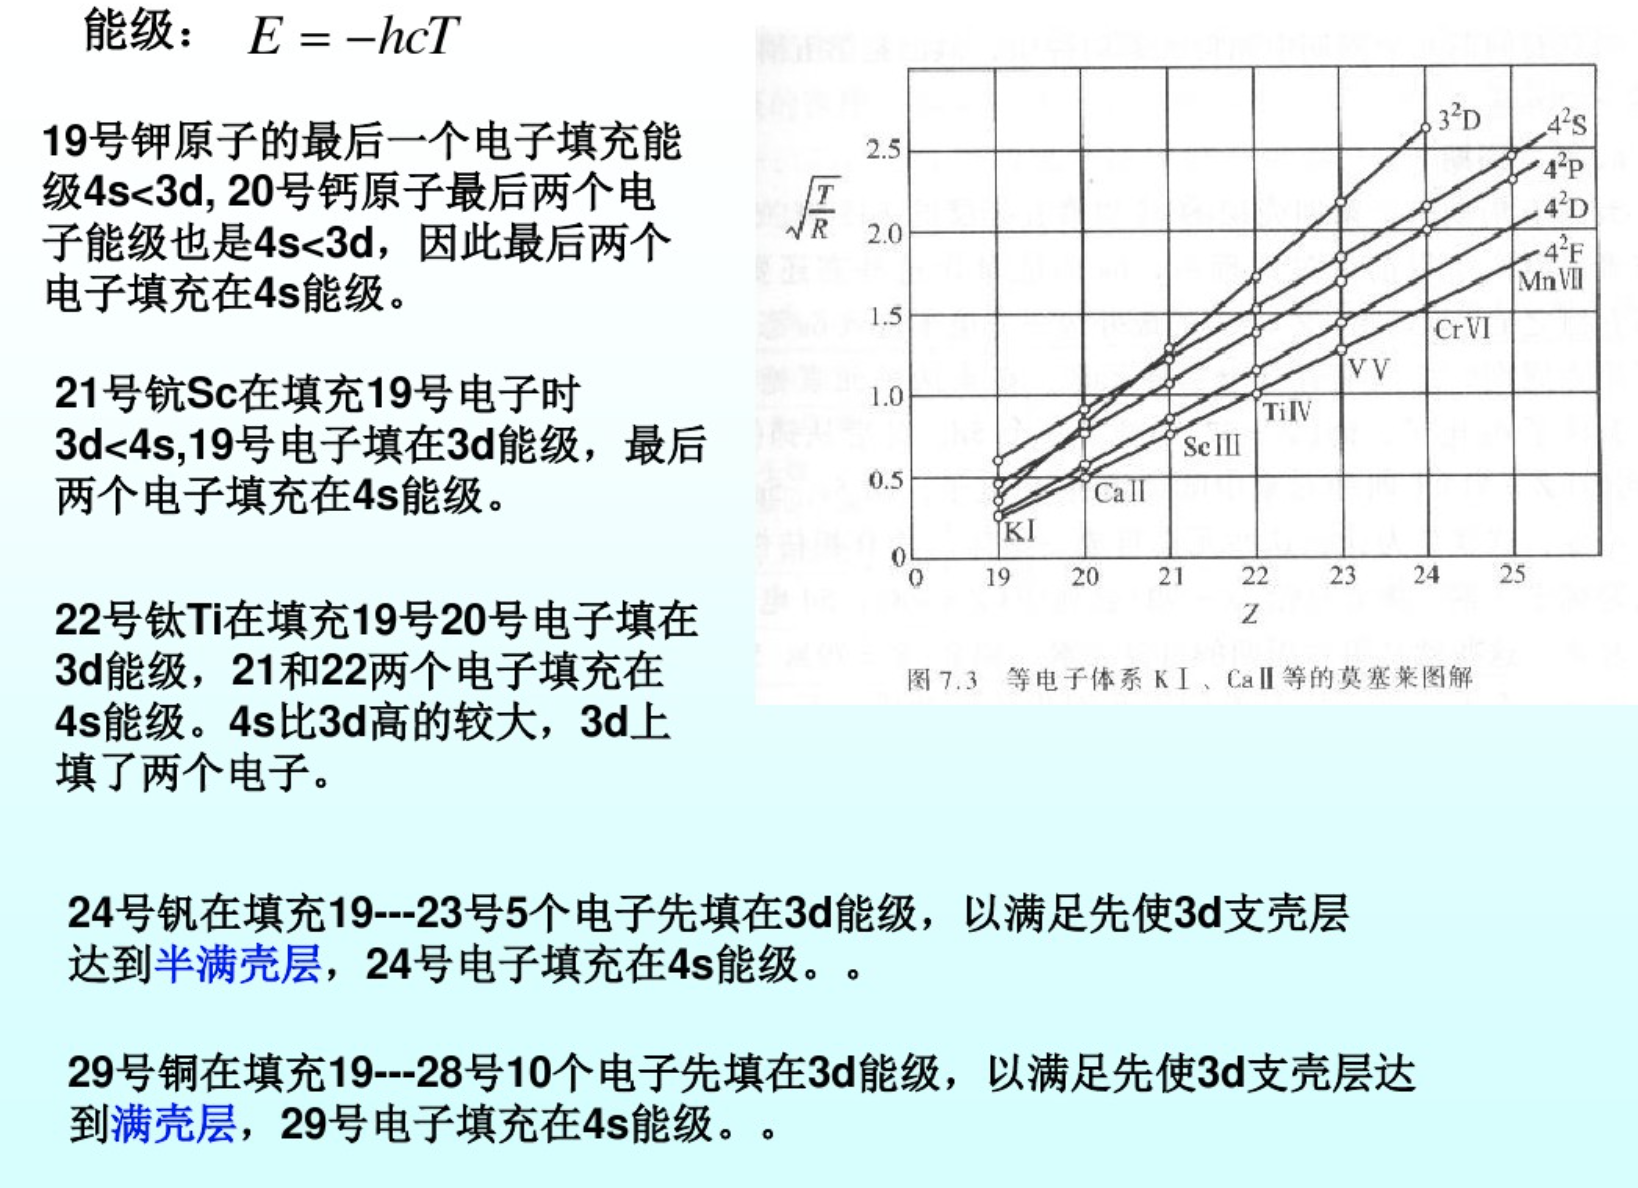 能级： E = −hcT
19号钾原子的最后一个电子填充能
级4s<3d, 20号钙原子最后两个电
子能级也是4s<3d，因此最后两个
电子填充在4s能级。
21号钪Sc在填充19号电子时
3d<4s,19号电子填在3d能级，最后
两个电子填充在4s能级。
22号钛Ti在填充19号20号电子填在
3d能级，21和22两个电子填充在
4s能级。4s比3d高的较大，3d上
填了两个电子。
√(T/R)
2.5
2.0
1.5
1.0
0.5
0
0 19 20 21 22 23 24 25
Z
3²D
4²S
4²P
4²D
4²F
MnⅦ
CrⅥ
VⅤ
TiⅣ
ScⅢ
CaⅡ
KⅠ
图 7.3 等电子体系 KⅠ、CaⅡ等的莫塞莱图解
24号钒在填充19---23号5个电子先填在3d能级，以满足先使3d支壳层
达到半满壳层，24号电子填充在4s能级。。
29号铜在填充19---28号10个电子先填在3d能级，以满足先使3d支壳层达
到满壳层，29号电子填充在4s能级。。